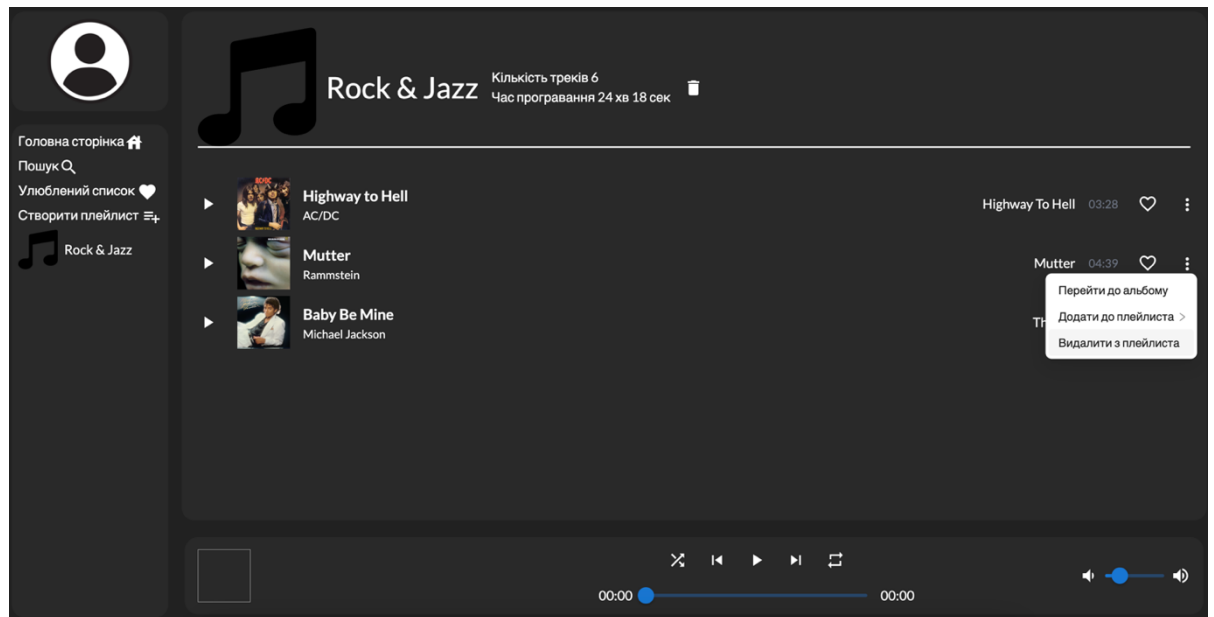 Головна сторінка
Пошук
Улюблений список
Створити плейлист
Rock & Jazz
Rock & Jazz
Кількість треків 6
Час програвання 24 хв 18 сек
AC/DC
Highway to Hell
AC/DC
Highway To Hell 03:28
Mutter
Rammstein
Mutter 04:39
Baby Be Mine
Michael Jackson
Перейти до альбому
Додати до плейлиста >
Видалити з плейлиста
00:00 00:00